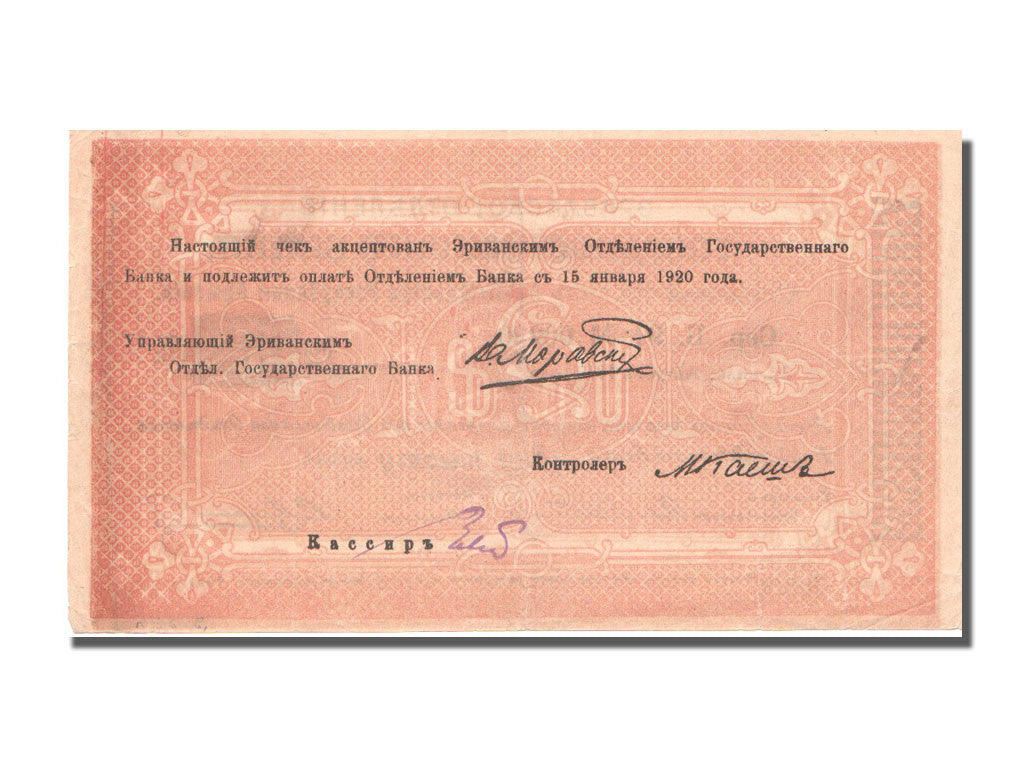 Настоящій чекъ акцептованъ Эриванскимъ Отдѣленіемъ Государственнаго
Банка и подлежитъ оплатѣ Отдѣленіемъ Банка съ 15 января 1920 года.
Управляющій Эриванскимъ
Отдѣл. Государственнаго Банка
Контролеръ
Кассиръ